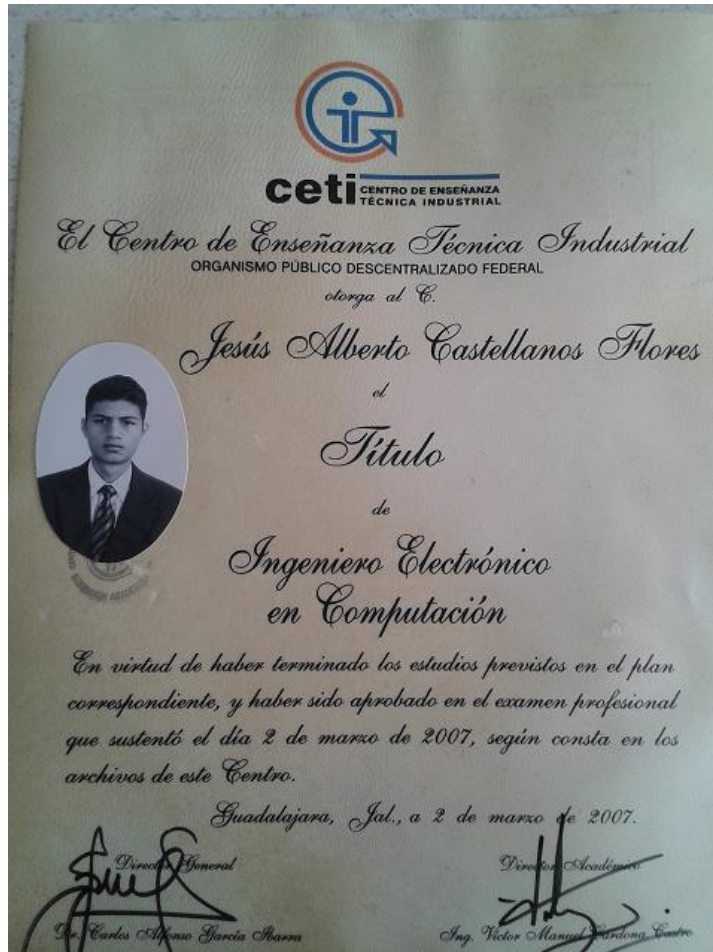 ceti CENTRO DE ENSEÑANZA
TÉCNICA INDUSTRIAL
El Centro de Enseñanza Técnica Industrial
ORGANISMO PÚBLICO DESCENTRALIZADO FEDERAL
otorga al C.
Jesús Alberto Castellanos Flores
el
Título
de
Ingeniero Electrónico
en Computación
En virtud de haber terminado los estudios previstos en el plan
correspondiente, y haber sido aprobado en el examen profesional
que sustentó el día 2 de marzo de 2007, según consta en los
archivos de este Centro.
Guadalajara, Jal., a 2 de marzo de 2007.
Director General
Director Académico
Dr. Carlos Alfonso García Ibarra
Ing. Víctor Manuel Cardona Castro